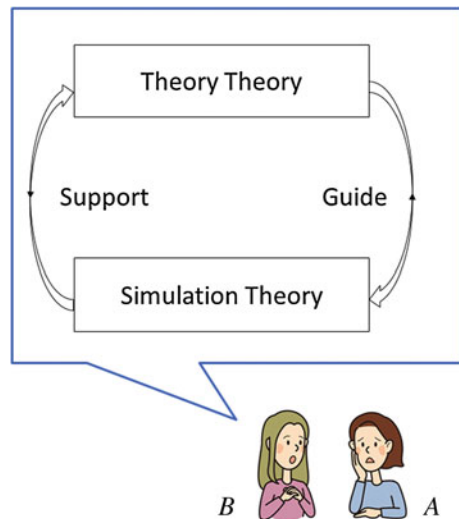 Theory Theory
Support
Guide
Simulation Theory
B
A